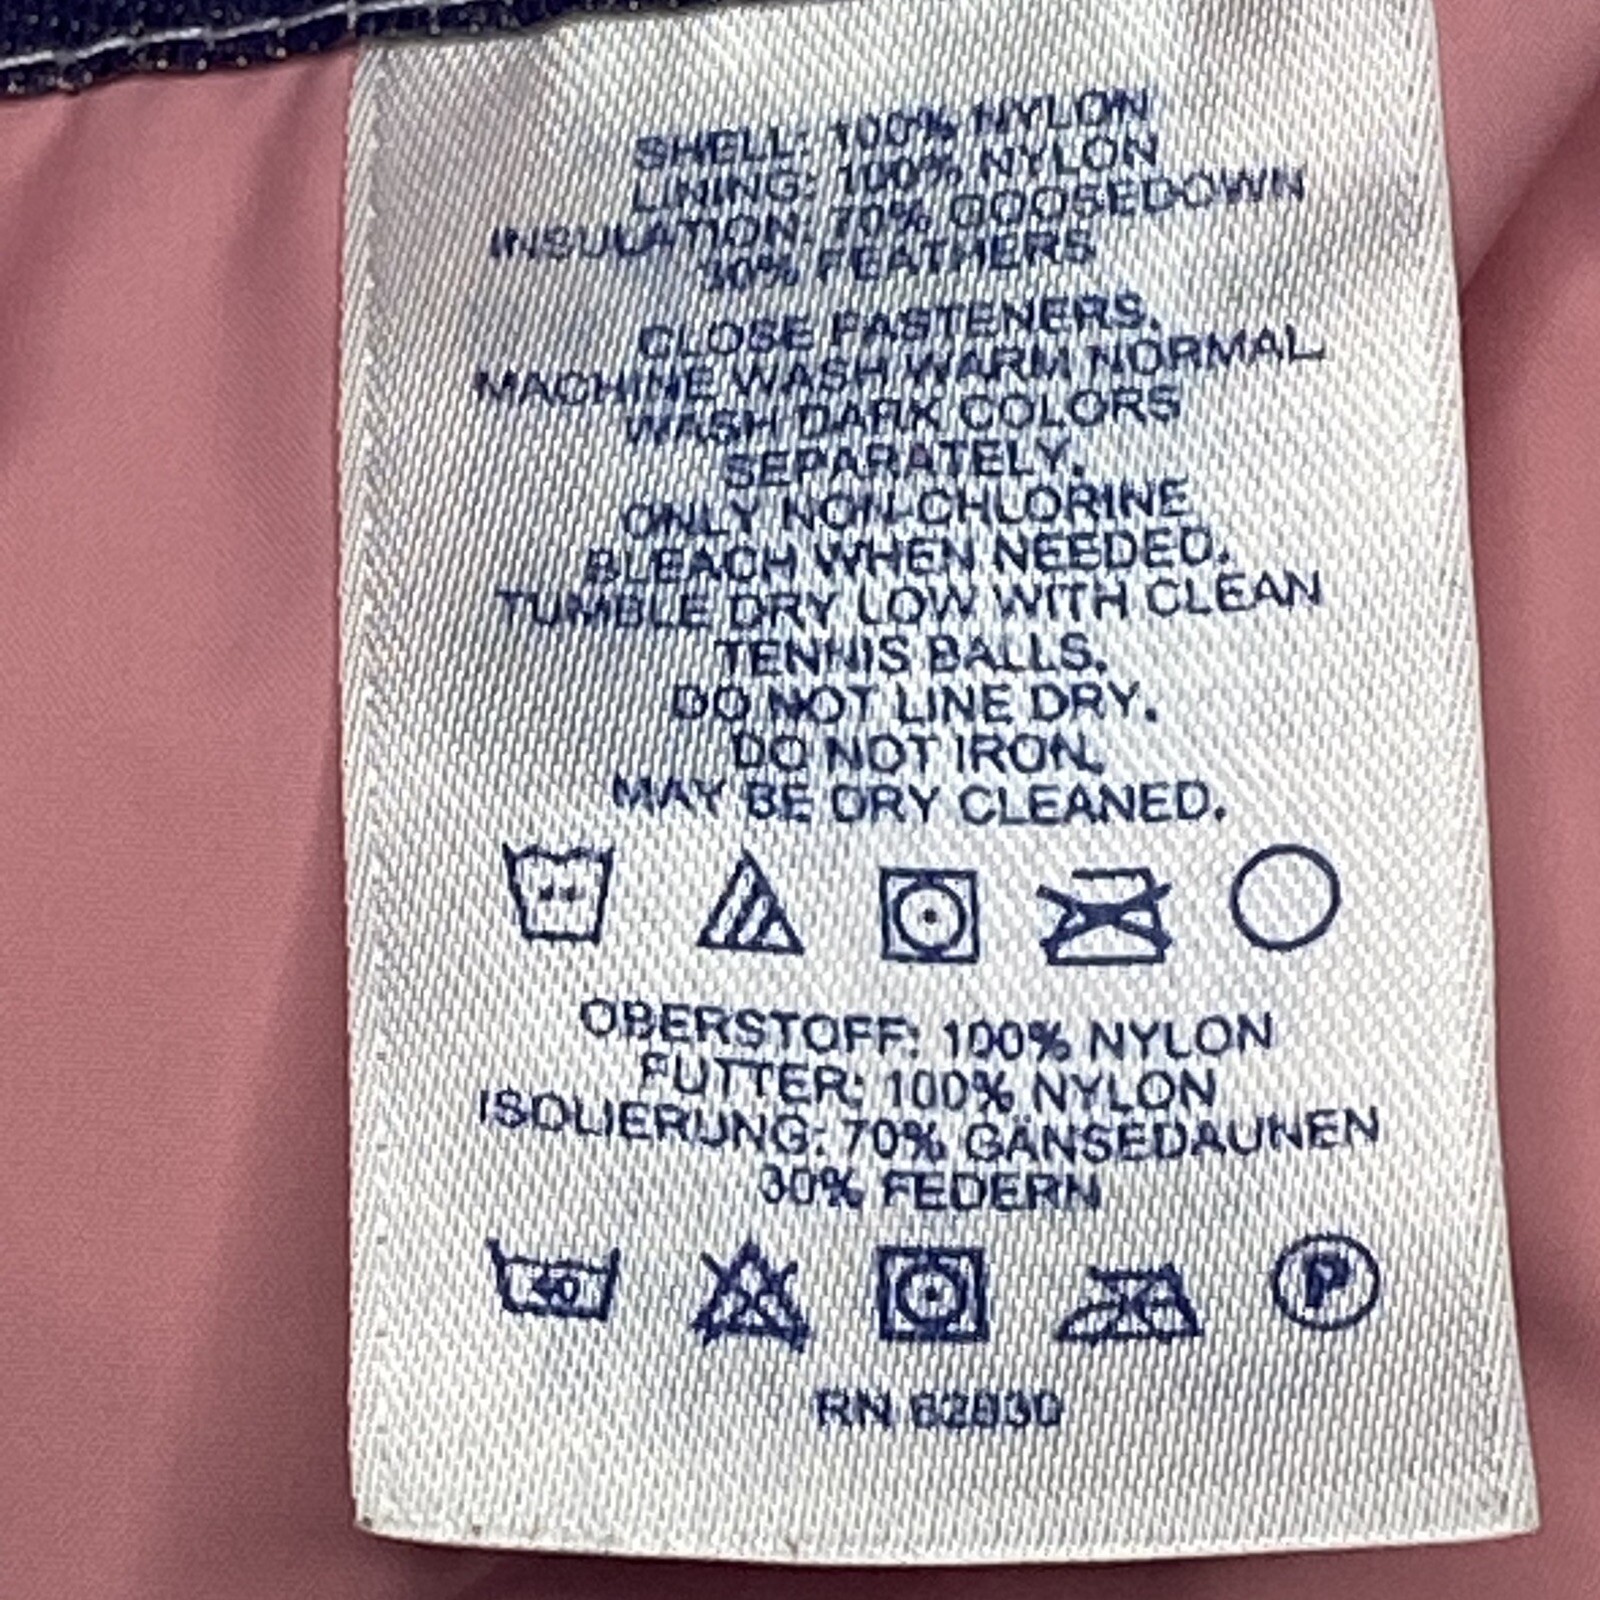 SHELL: 100% NYLON
LINING: 100% NYLON
INSULATION: 70% GOOSEDOWN
30% FEATHERS
CLOSE FASTENERS.
MACHINE WASH WARM NORMAL
WASH DARK COLORS
SEPARATELY.
ONLY NON-CHLORINE
BLEACH WHEN NEEDED.
TUMBLE DRY LOW WITH CLEAN
TENNIS BALLS.
DO NOT LINE DRY.
DO NOT IRON.
MAY BE DRY CLEANED.
OBERSTOFF: 100% NYLON
FUTTER: 100% NYLON
ISOLIERUNG: 70% GÄNSEDAUNEN
30% FEDERN
40 P
RN